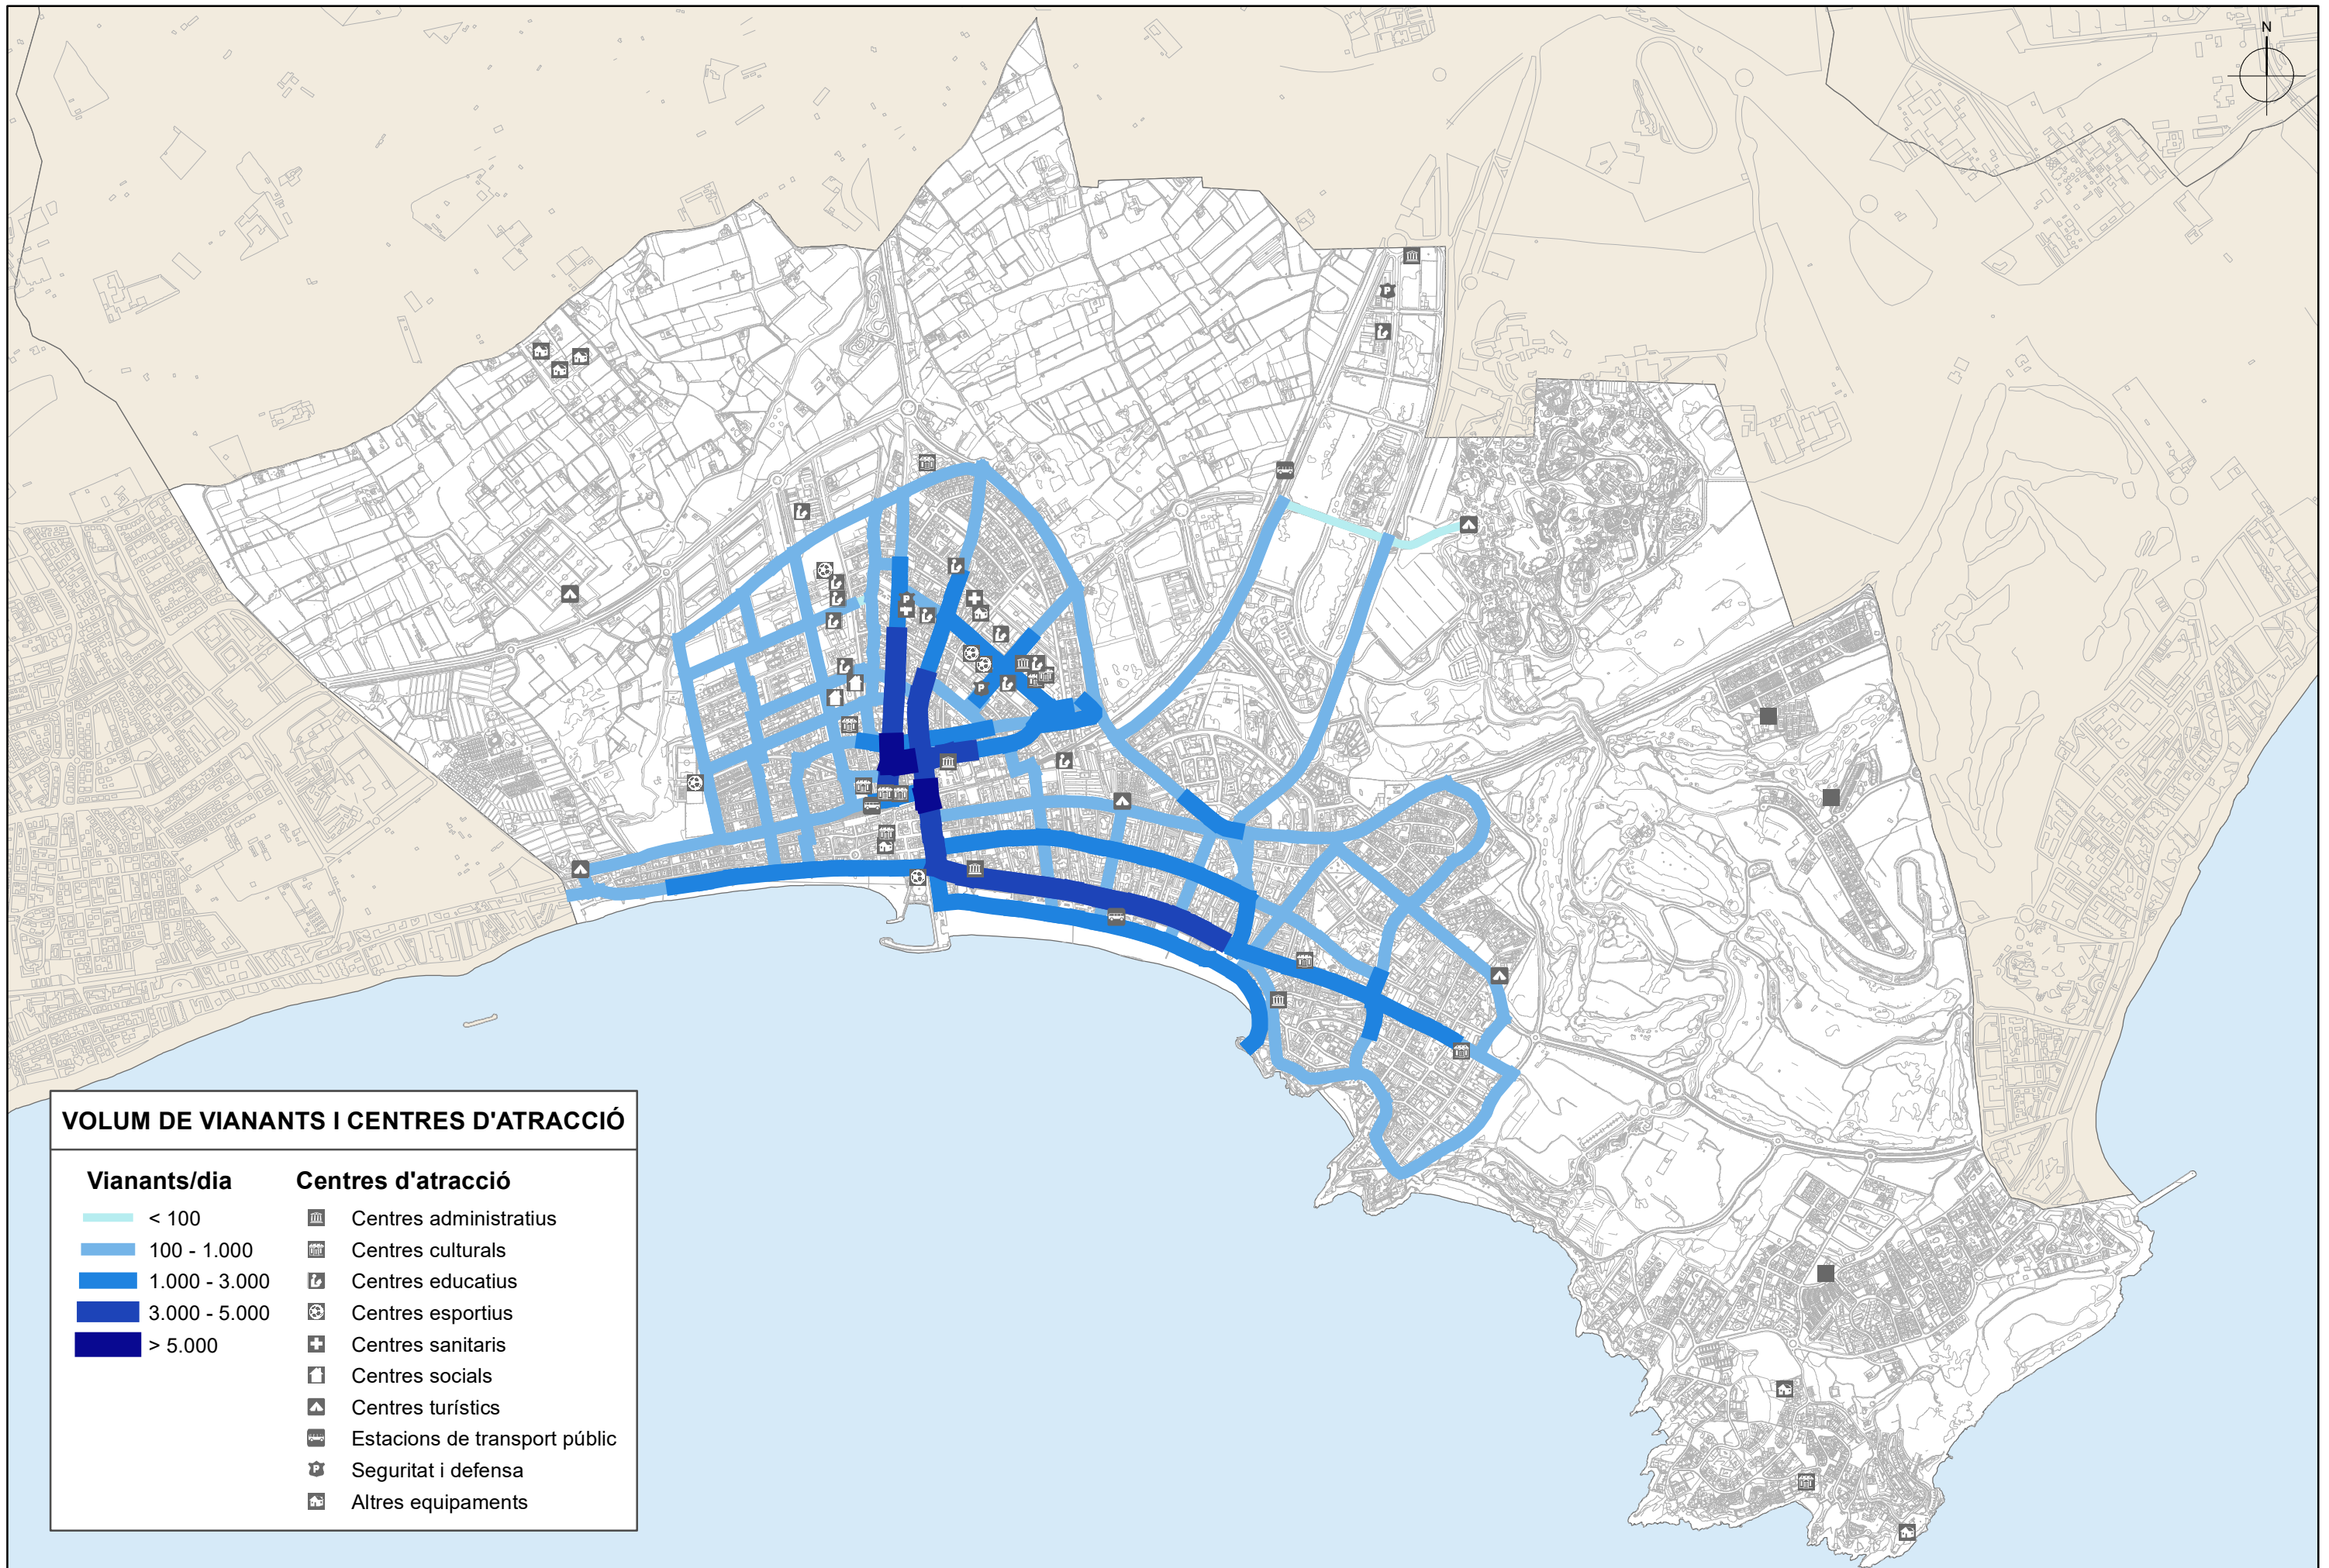 N
VOLUM DE VIANANTS I CENTRES D'ATRACCIÓ
Vianants/dia
< 100
100 - 1.000
1.000 - 3.000
3.000 - 5.000
> 5.000
Centres d'atracció
Centres administratius
Centres culturals
Centres educatius
Centres esportius
Centres sanitaris
Centres socials
Centres turístics
Estacions de transport públic
Seguritat i defensa
Altres equipaments